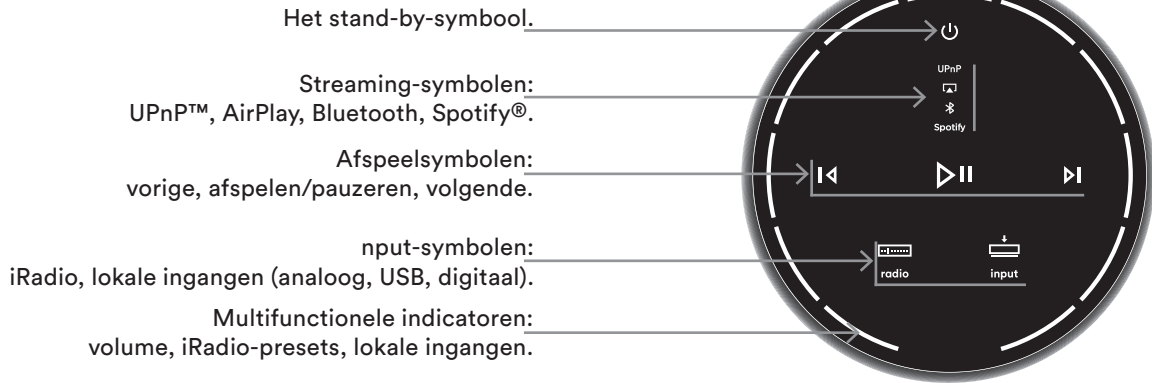 Het stand-by-symbool.
Streaming-symbolen:
UPnP™, AirPlay, Bluetooth, Spotify®.
Afspeelsymbolen:
vorige, afspelen/pauzeren, volgende.
nput-symbolen:
iRadio, lokale ingangen (analoog, USB, digitaal).
Multifunctionele indicatoren:
volume, iRadio-presets, lokale ingangen.
UPnP
Spotify
radio
input